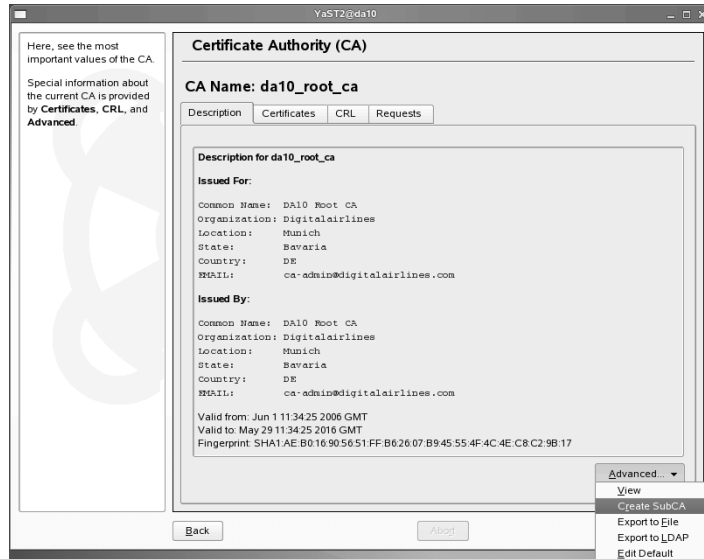 YaST2@da10
Here, see the most
important values of the CA.
Special information about
the current CA is provided
by Certificates, CRL, and
Advanced.
Certificate Authority (CA)
CA Name: da10_root_ca
Description Certificates CRL Requests
Description for da10_root_ca
Issued For:
Common Name: DA10 Root CA
Organization: Digitalairlines
Location: Munich
State: Bavaria
Country: DE
EMAIL: ca-admin@digitalairlines.com
Issued By:
Common Name: DA10 Root CA
Organization: Digitalairlines
Location: Munich
State: Bavaria
Country: DE
EMAIL: ca-admin@digitalairlines.com
Valid from: Jun 1 11:34:25 2006 GMT
Valid to: May 29 11:34:25 2016 GMT
Fingerprint: SHA1:AE:B0:16:90:56:51:FF:B6:26:07:B9:45:55:4F:4C:4E:C8:C2:9B:17
Advanced...
View
Create SubCA
Export to File
Export to LDAP
Edit Default
Back
Abort